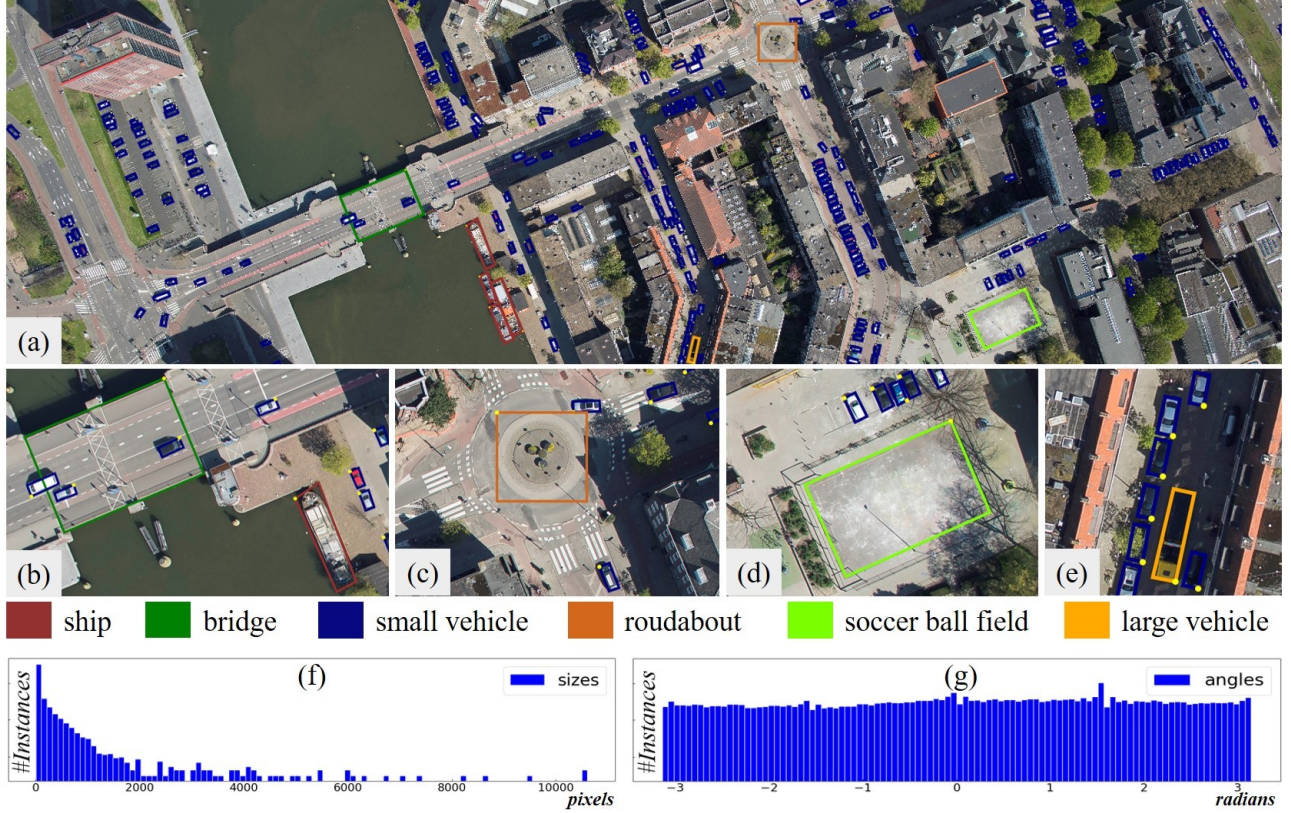 (a)
(b)
(c)
(d)
(e)
ship
bridge
small vehicle
roudabout
soccer ball field
large vehicle
(f)
sizes
#Instances
0 2000 4000 6000 8000 10000
pixels
(g)
angles
#Instances
−3 −2 −1 0 1 2 3
radians